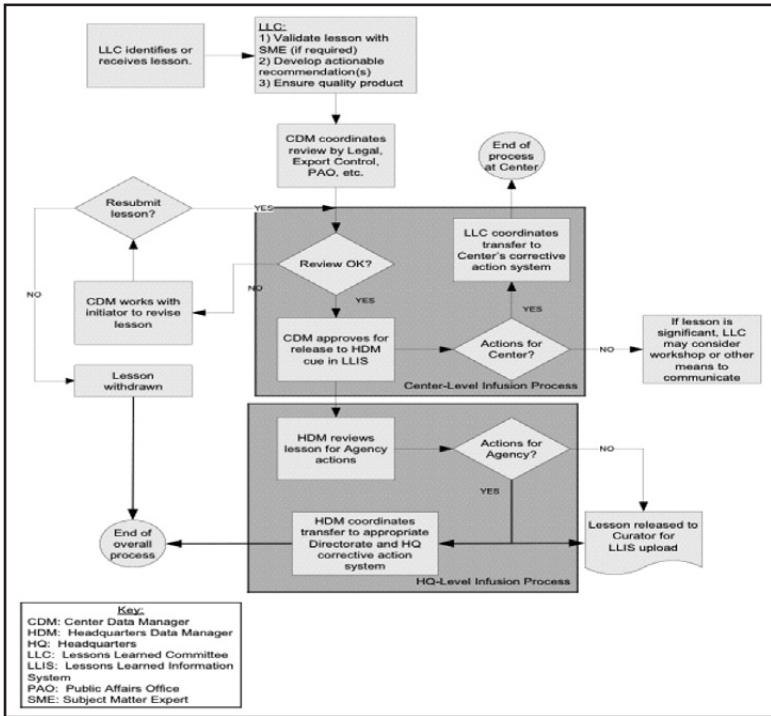 LLC identifies or
receives lesson.
LLC:
1) Validate lesson with
SME (if required)
2) Develop actionable
recommendation(s)
3) Ensure quality product
CDM coordinates
review by Legal,
Export Control,
PAO, etc.
End of
process
at Center
Resubmit
lesson?
YES
LLC coordinates
transfer to
Center's corrective
action system
Review OK?
NO
NO
YES
YES
CDM works with
initiator to revise
lesson
CDM approves for
release to HDM
cue in LLIS
Actions for
Center?
NO
If lesson is
significant, LLC
may consider
workshop or other
means to
communicate
Center-Level Infusion Process
Lesson
withdrawn
HDM reviews
lesson for Agency
actions
Actions for
Agency?
NO
YES
End of
overall
process
HDM coordinates
transfer to appropriate
Directorate and HQ
corrective action
system
Lesson released to
Curator for
LLIS upload
HQ-Level Infusion Process
Key:
CDM: Center Data Manager
HDM: Headquarters Data Manager
HQ: Headquarters
LLC: Lessons Learned Committee
LLIS: Lessons Learned Information
System
PAO: Public Affairs Office
SME: Subject Matter Expert